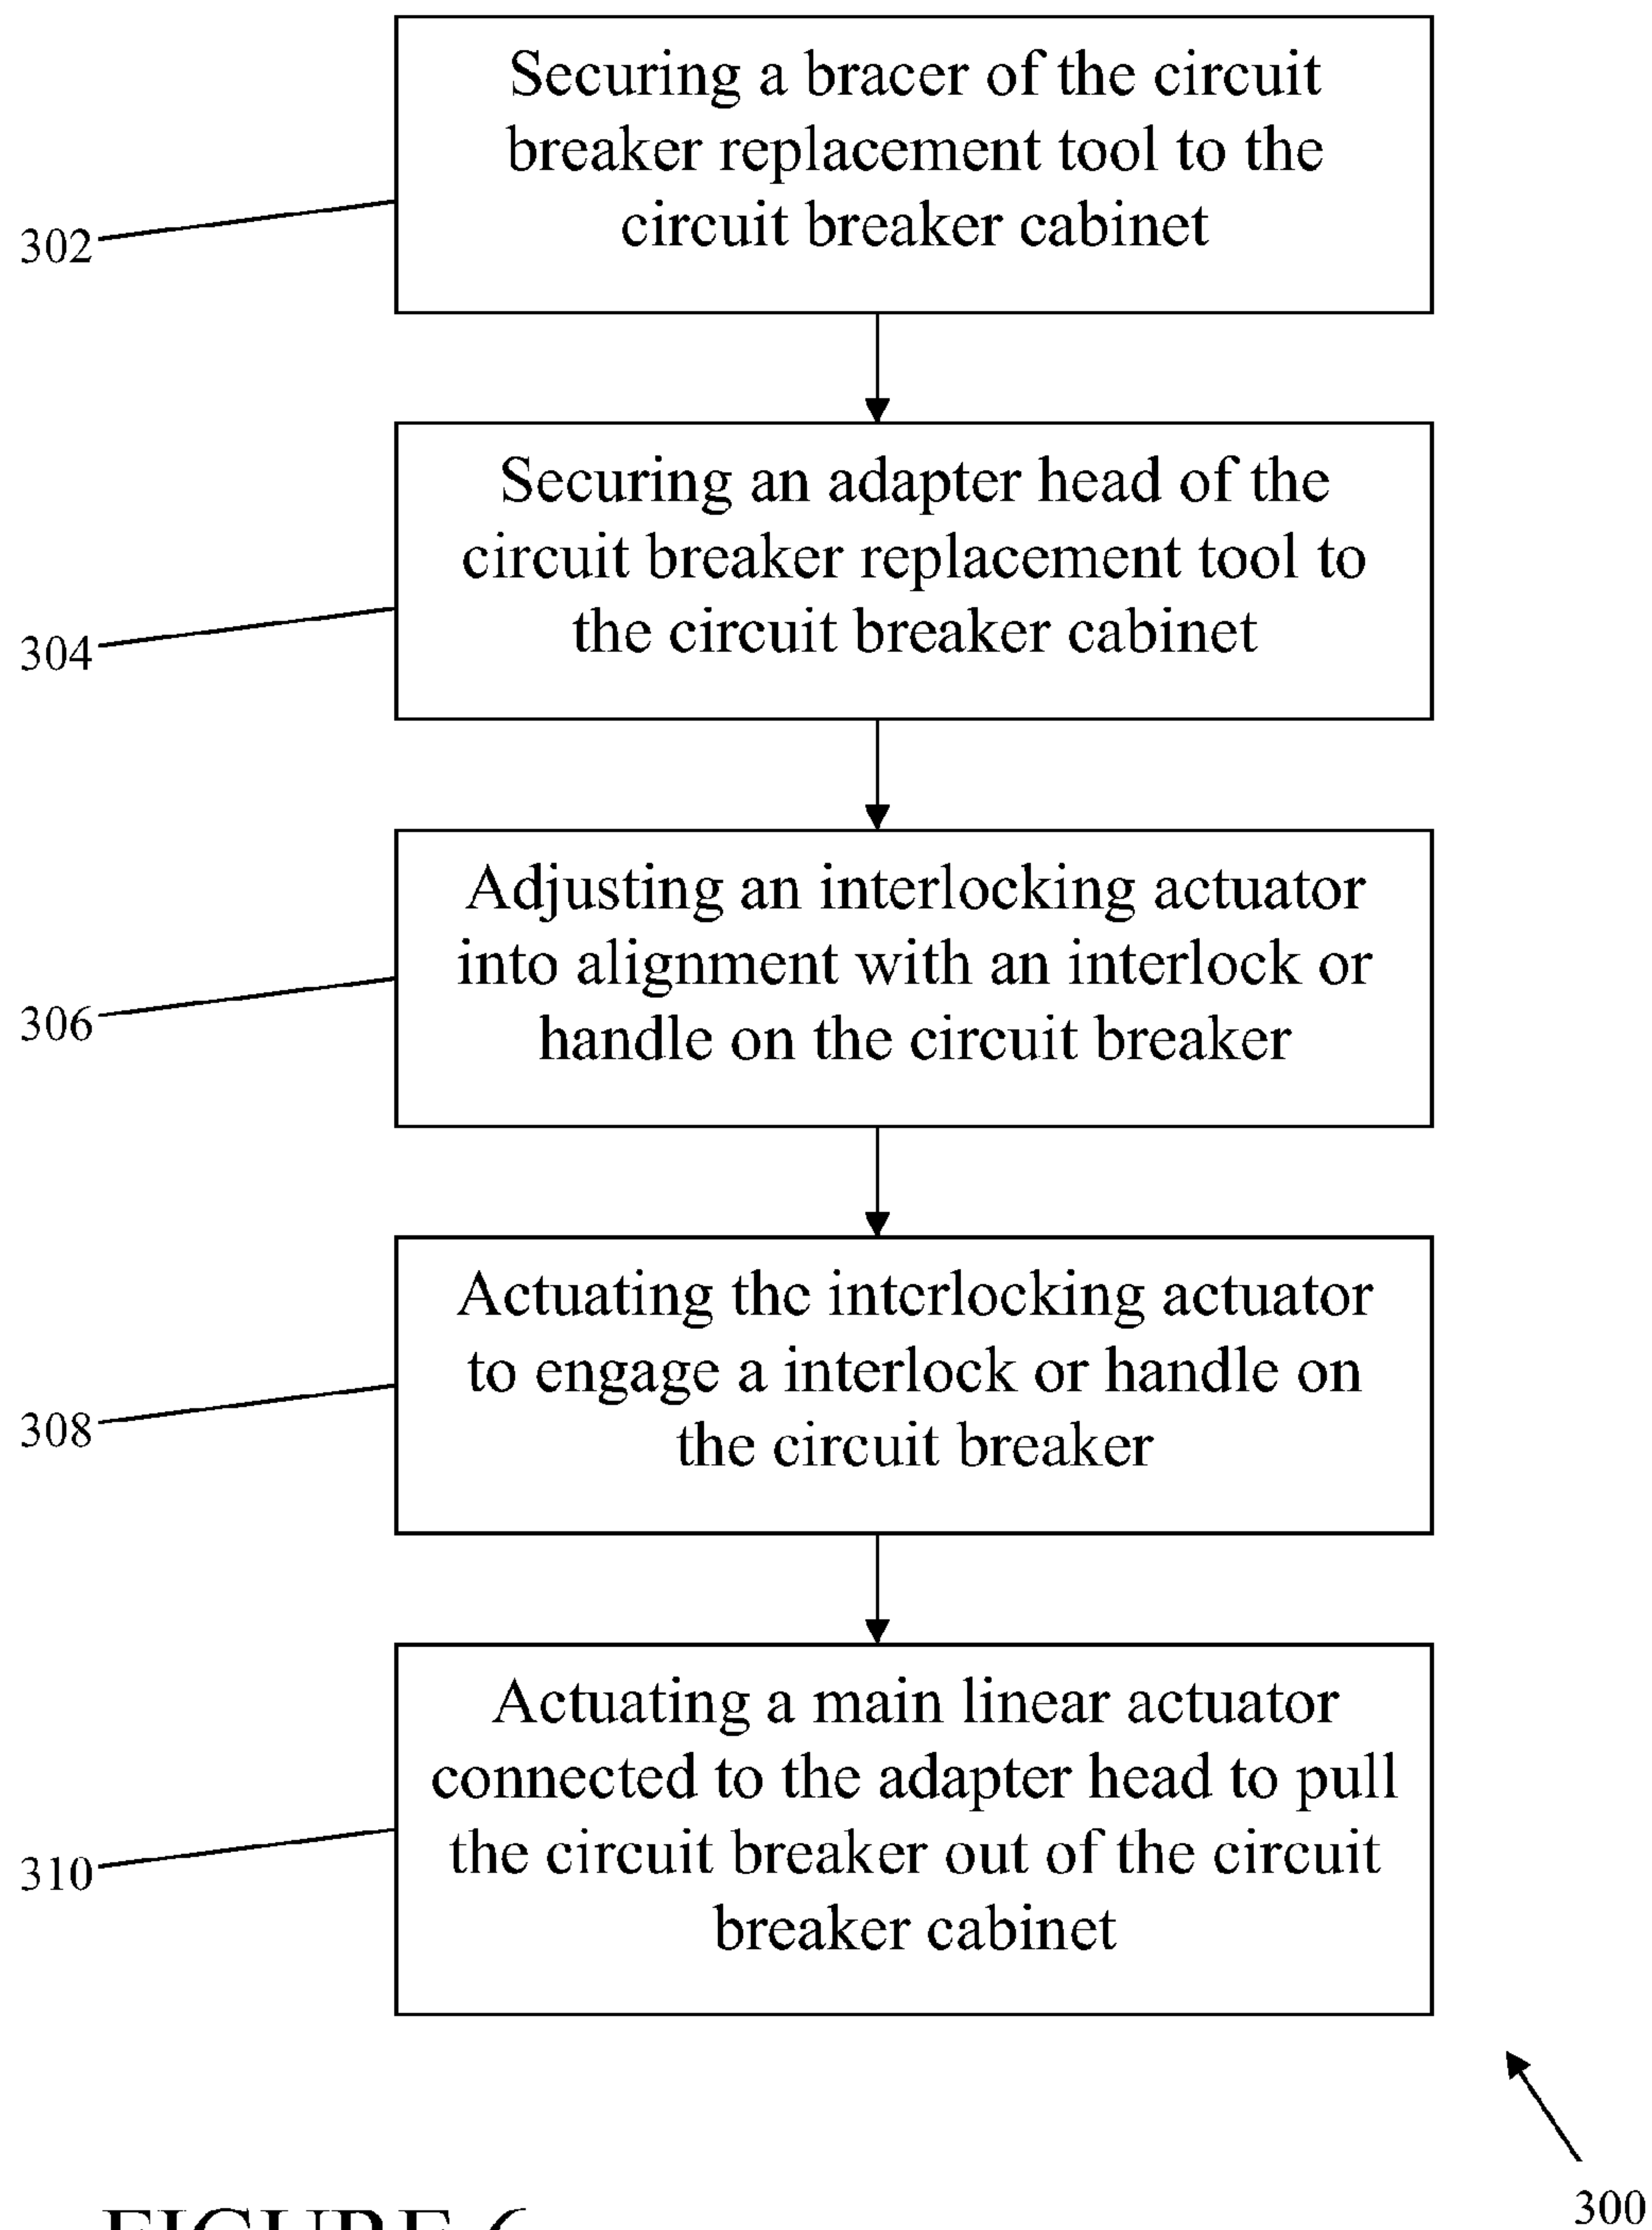 Securing a bracer of the circuit
breaker replacement tool to the
circuit breaker cabinet
302
Securing an adapter head of the
circuit breaker replacement tool to
the circuit breaker cabinet
304
Adjusting an interlocking actuator
into alignment with an interlock or
handle on the circuit breaker
306
Actuating the interlocking actuator
to engage a interlock or handle on
the circuit breaker
308
Actuating a main linear actuator
connected to the adapter head to pull
the circuit breaker out of the circuit
breaker cabinet
310
300
FIGURE 6